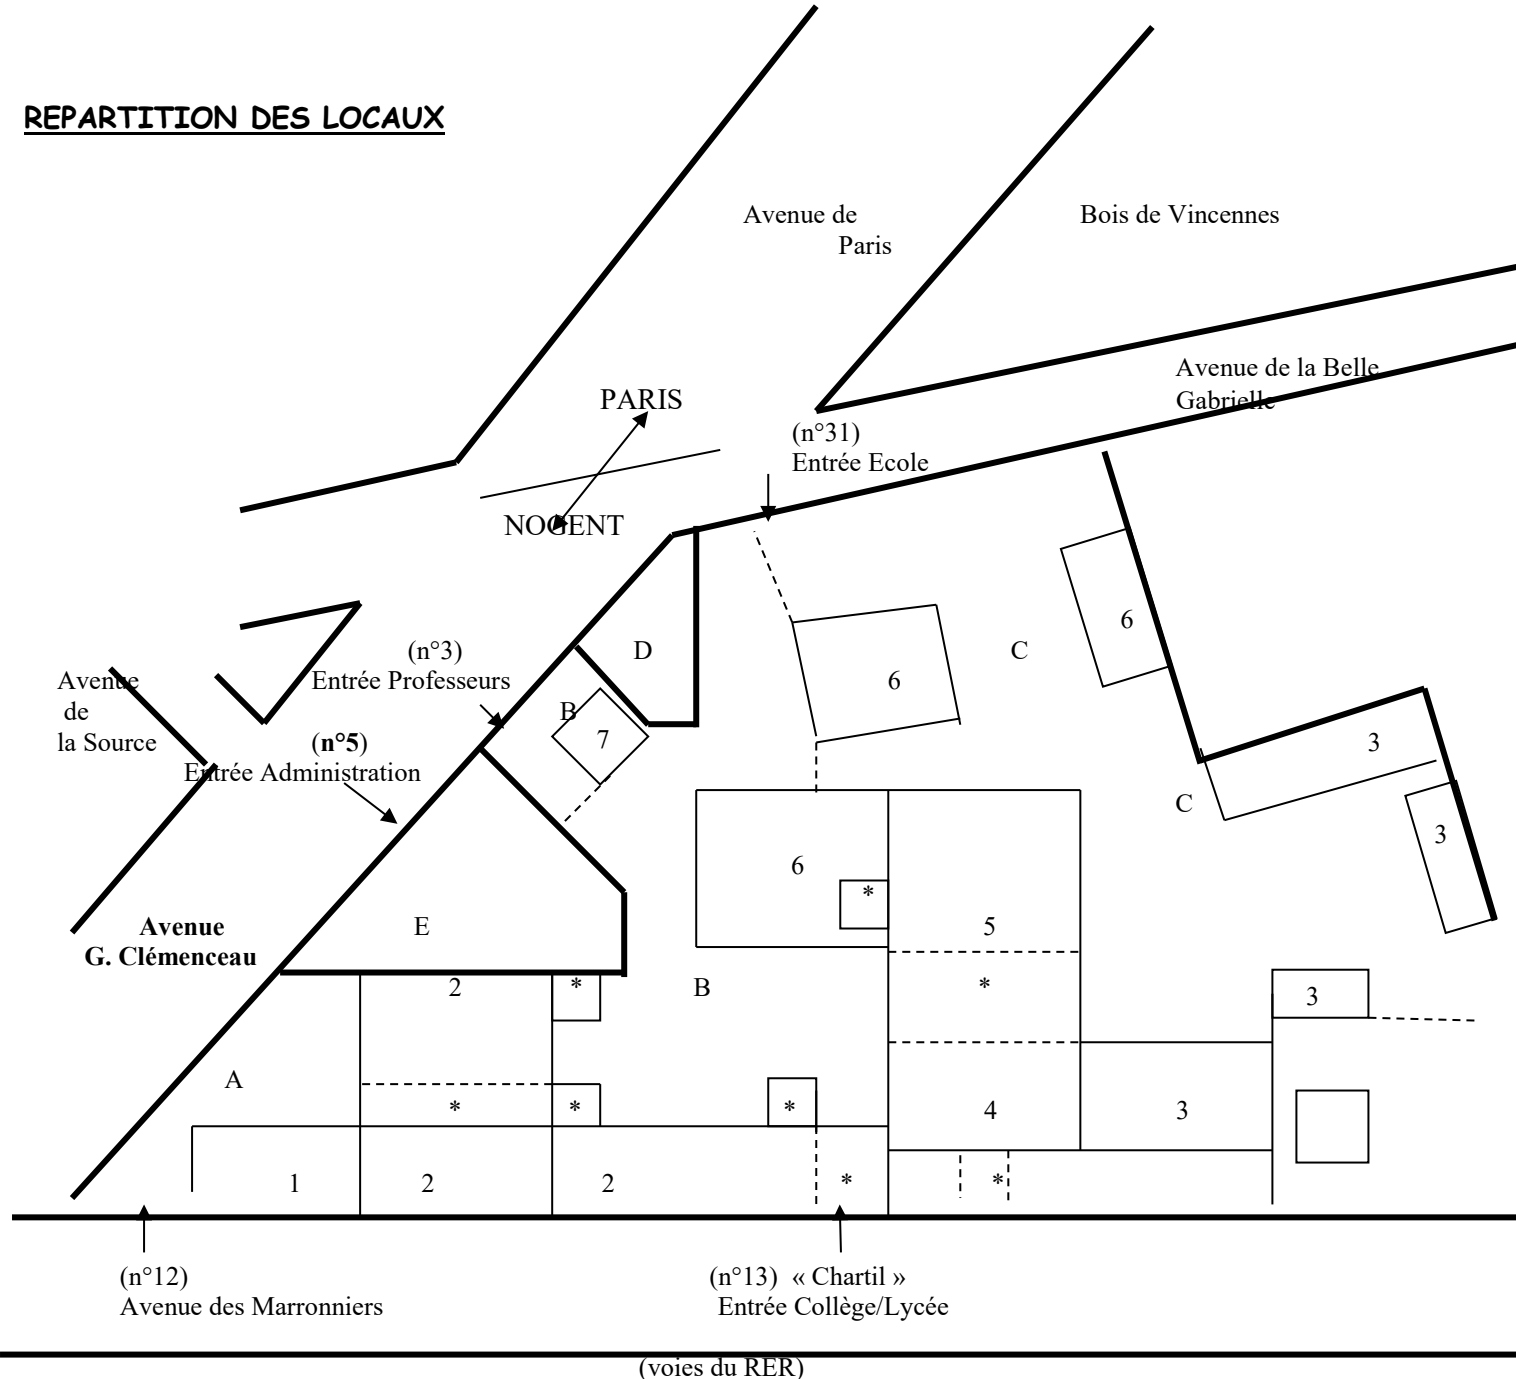 REPARTITION DES LOCAUX
Avenue de
Paris
Bois de Vincennes
Avenue de la Belle
Gabrielle
PARIS
(n°31)
Entrée Ecole
NOGENT
(n°3)
Entrée Professeurs
D
C
6
6
Avenue
de
la Source
B
7
(n°5)
Entrée Administration
3
C
3
6
*
5
Avenue
G. Clémenceau
E
2
*
B
*
3
A
*
*
*
4
3
1
2
2
*
*
(n°12)
Avenue des Marronniers
(n°13) « Chartil »
Entrée Collège/Lycée
(voies du RER)